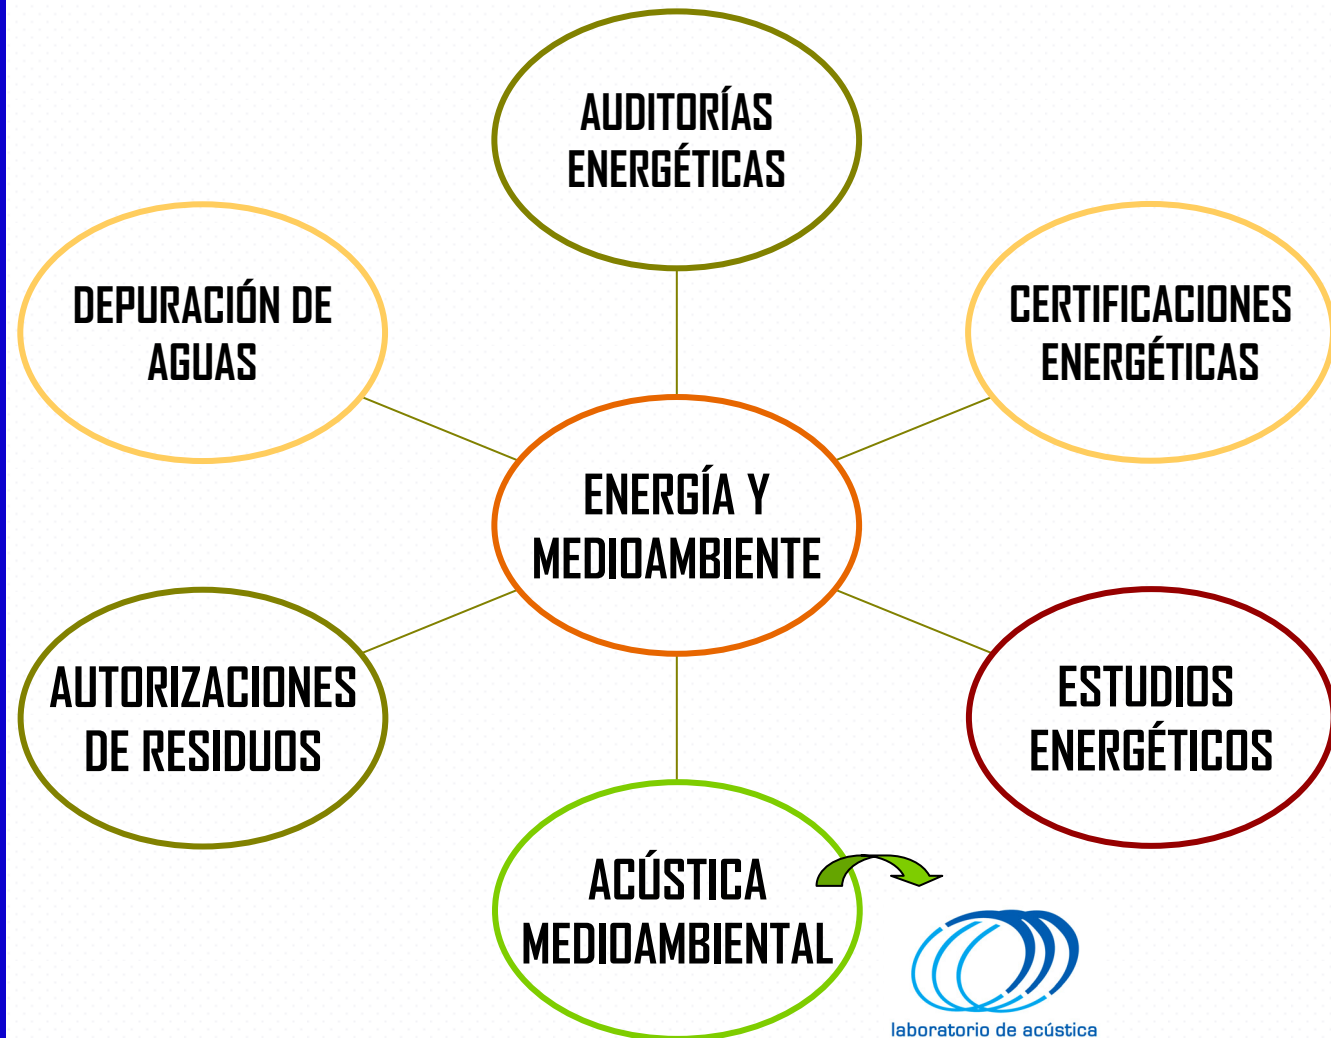 AUDITORÍAS
ENERGÉTICAS
DEPURACIÓN DE
AGUAS
CERTIFICACIONES
ENERGÉTICAS
ENERGÍA Y
MEDIOAMBIENTE
AUTORIZACIONES
DE RESIDUOS
ESTUDIOS
ENERGÉTICOS
ACÚSTICA
MEDIOAMBIENTAL
laboratorio de acústica